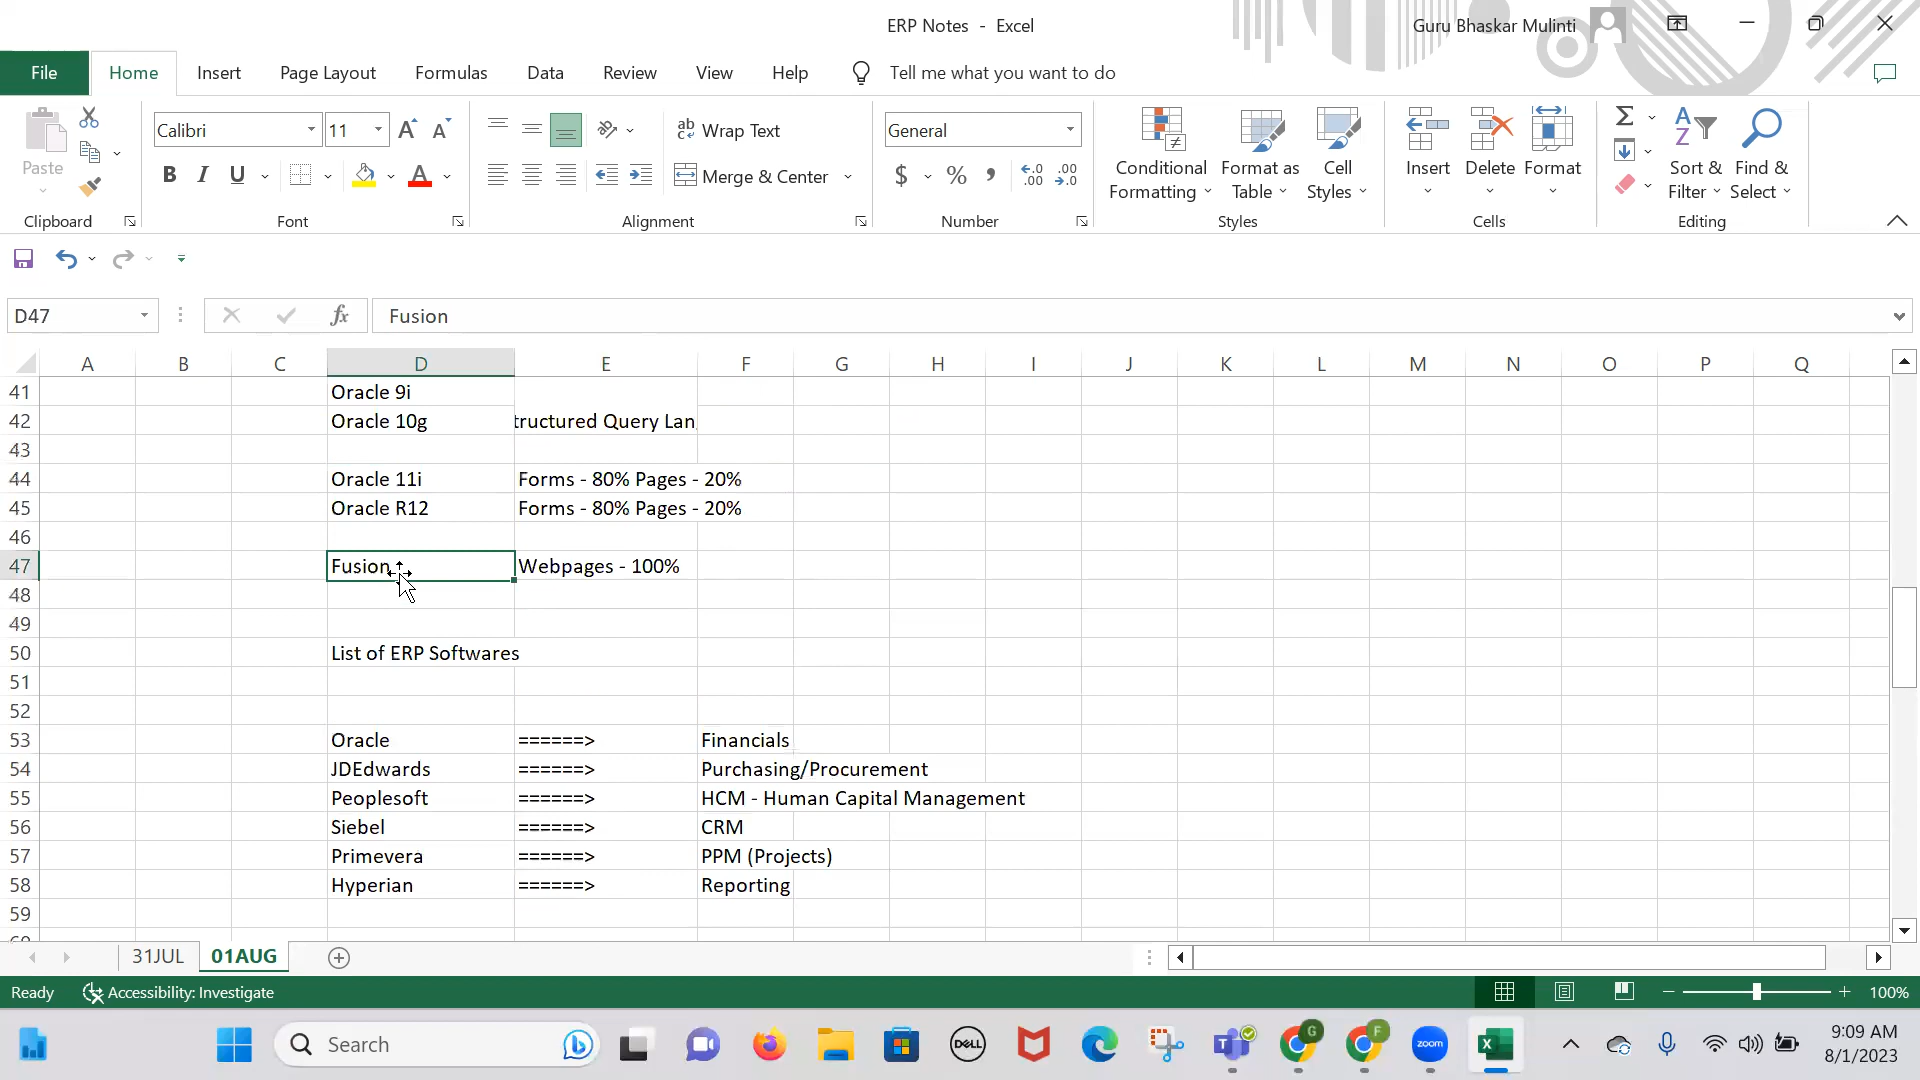 ERP Notes - Excel
Guru Bhaskar Mulinti
File Home Insert Page Layout Formulas Data Review View Help Tell me what you want to do
Paste
Clipboard
Calibri 11
B I U A
Font
Wrap Text
Merge & Center
Alignment
General
$ % ,
Number
Conditional Formatting
Format as Table
Cell Styles
Styles
Insert Delete Format
Cells
Sort & Filter
Find & Select
Editing
D47 fx Fusion
A B C D E F G H I J K L M N O P Q
41 Oracle 9i
42 Oracle 10g tructured Query Lan
43
44 Oracle 11i Forms - 80% Pages - 20%
45 Oracle R12 Forms - 80% Pages - 20%
46
47 Fusion Webpages - 100%
48
49
50 List of ERP Softwares
51
52
53 Oracle ======> Financials
54 JDEdwards ======> Purchasing/Procurement
55 Peoplesoft ======> HCM - Human Capital Management
56 Siebel ======> CRM
57 Primevera ======> PPM (Projects)
58 Hyperian ======> Reporting
59
31JUL 01AUG
Ready Accessibility: Investigate 100%
Search
DELL
zoom
9:09 AM
8/1/2023